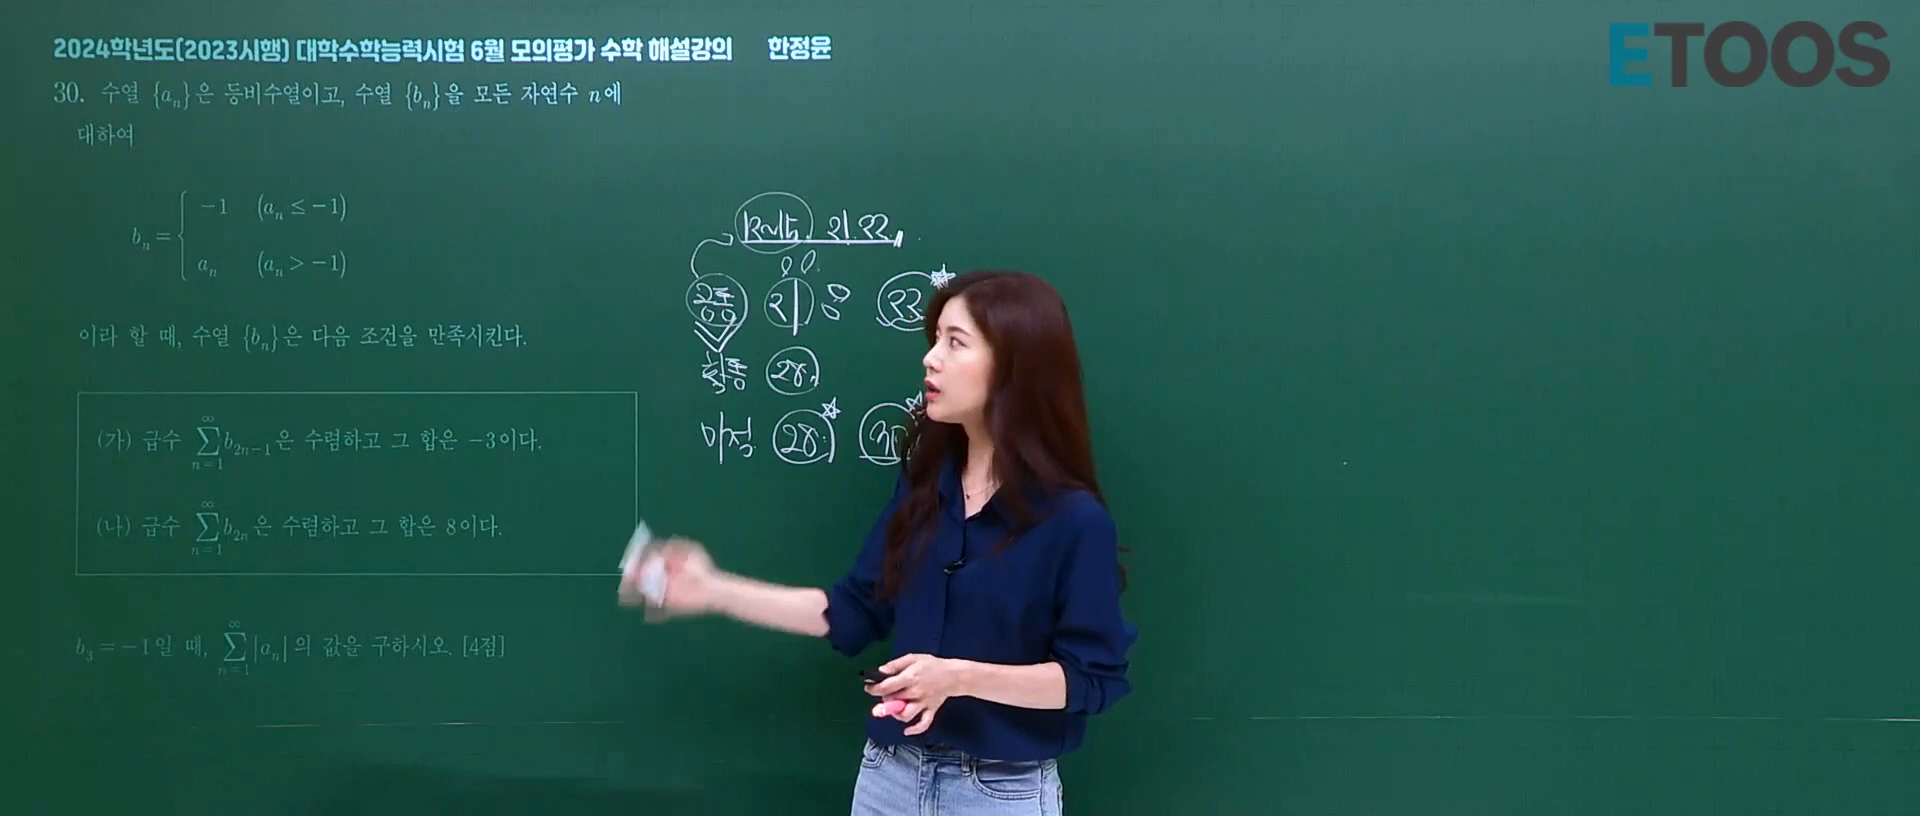 2024학년도(2023시행) 대학수학능력시험 6월 모의평가 수학 해설강의 한정윤
ETOOS
30. 수열 {aₙ}은 등비수열이고, 수열 {bₙ}을 모든 자연수 n에
대하여
bₙ = { −1 (aₙ ≤ −1)
aₙ (aₙ > −1)
이라 할 때, 수열 {bₙ}은 다음 조건을 만족시킨다.
(가) 급수 ∑_{n=1}^{∞} b₂ₙ₋₁은 수렴하고 그 합은 −3이다.
(나) 급수 ∑_{n=1}^{∞} b₂ₙ은 수렴하고 그 합은 8이다.
b₃ = −1일 때, ∑_{n=1}^{∞} |aₙ|의 값을 구하시오. [4점]
21. 22.
21 22
28.
미적 28.